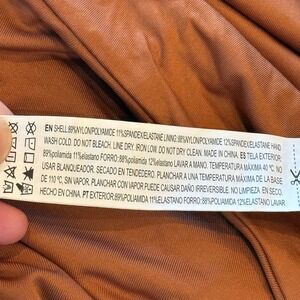 EN SHELL:89%NYLON/POLYAMIDE 11%SPANDEX/ELASTANE LINING:88%NYLON/POLYAMIDE 12%SPANDEX/ELASTANE HAND
WASH COLD. DO NOT BLEACH. LINE DRY. IRON LOW. DO NOT DRY CLEAN. MADE IN CHINA. ES TELA EXTERIOR:
89%poliamida 11%elastano FORRO::88%poliamida 12%elastano LAVAR A MANO. TEMPERATURA MÁXIMA 40 ℃. NO
USAR BLANQUEADOR. SECADO EN TENDEDERO. PLANCHAR A UNA TEMPERATURA MÁXIMA DE LA BASE
DE 110 ℃, SIN VAPOR. PLANCHAR CON VAPOR PUEDE CAUSAR DAÑO IRREVERSIBLE. NO LIMPIEZA EN SECO.
HECHO EN CHINA. PT EXTERIOR:89%POLIAMIDA 11%ELASTANO FORRO::88%POLIAMIDA 12%ELASTANO LAVAR